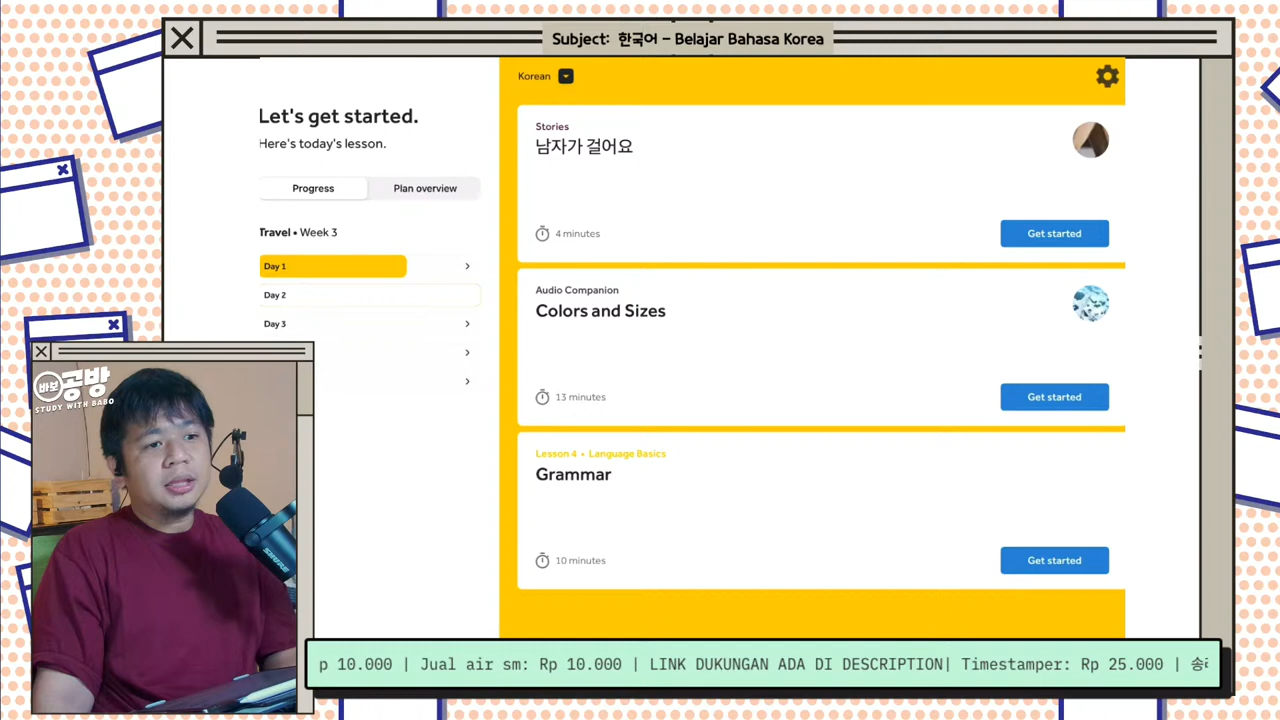 Subject: 한국어 - Belajar Bahasa Korea
Let's get started.
Here's today's lesson.
Progress
Plan overview
Travel • Week 3
Day 1
Day 2
Day 3
Korean
Stories
남자가 걸어요
4 minutes
Get started
Audio Companion
Colors and Sizes
13 minutes
Get started
Lesson 4 • Language Basics
Grammar
10 minutes
Get started
바보
공방
STUDY WITH BABO
SHURE
p 10.000 | Jual air sm: Rp 10.000 | LINK DUKUNGAN ADA DI DESCRIPTION| Timestamper: Rp 25.000 |